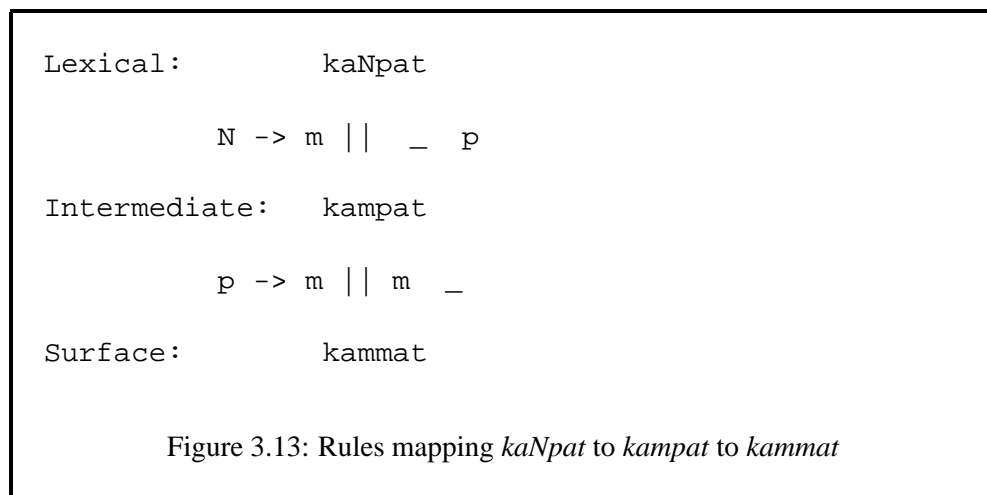 Lexical: kaNpat
N -> m || _ p
Intermediate: kampat
p -> m || m _
Surface: kammat
Figure 3.13: Rules mapping kaNpat to kampat to kammat